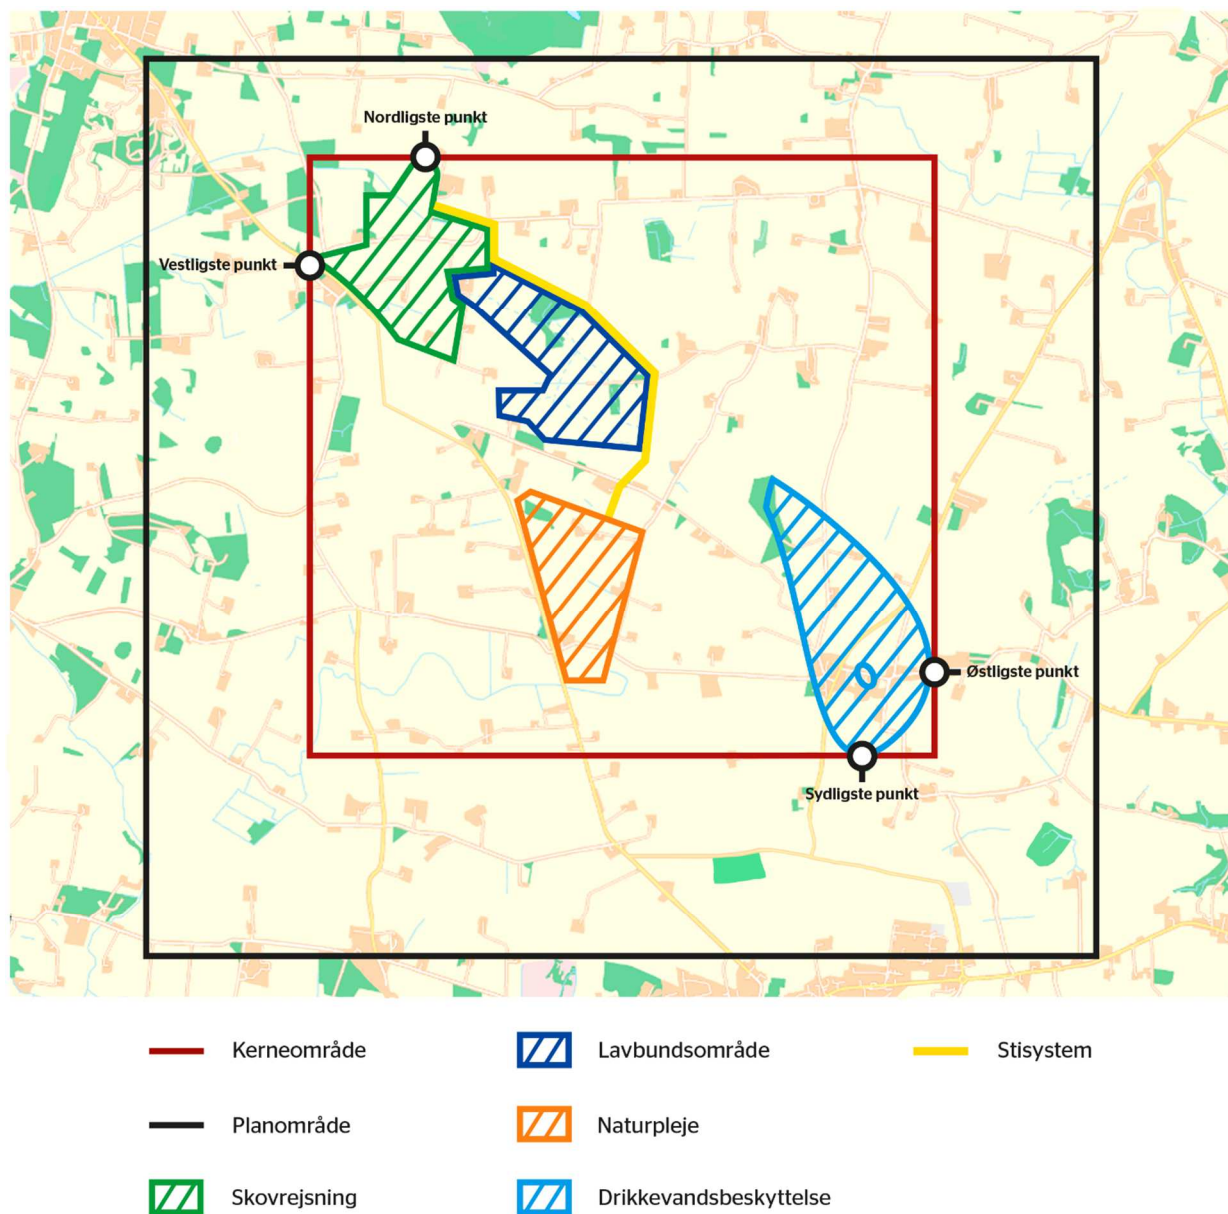 Nordligste punkt
Vestligste punkt
Østligste punkt
Sydligste punkt
Kerneområde
Lavbundsområde
Stisystem
Planområde
Naturpleje
Skovrejsning
Drikkevandsbeskyttelse